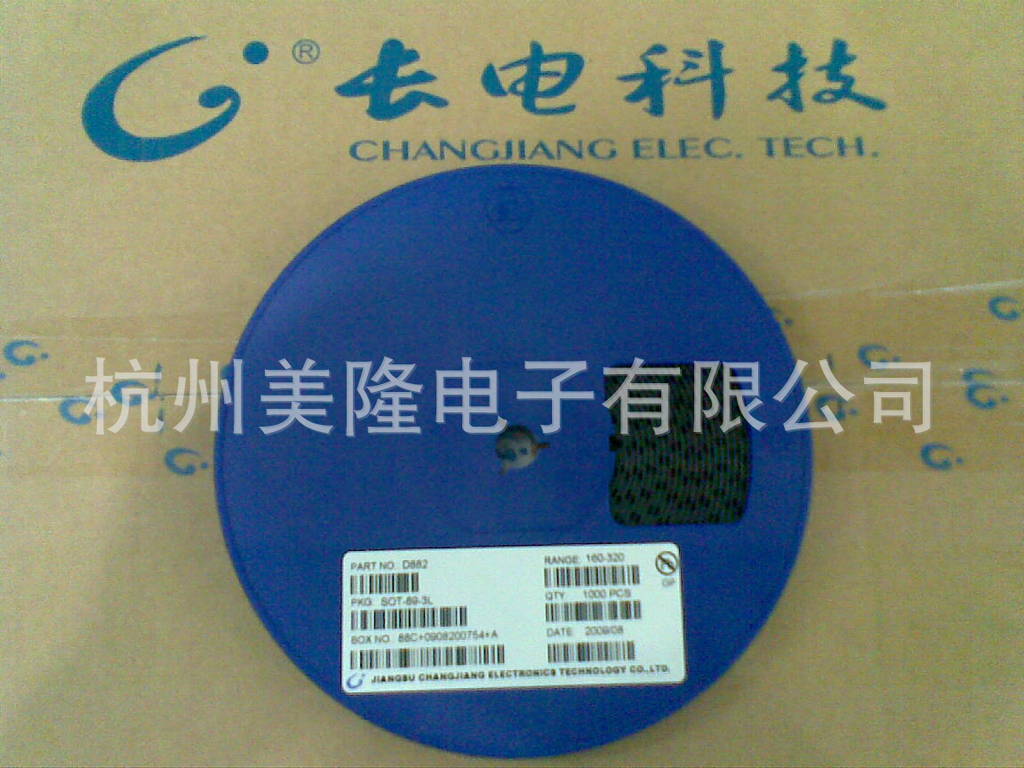 ® 长电科技
CHANGJIANG ELEC. TECH.
杭州美隆电子有限公司
PART NO. D882
RANGE: 160-320
PKG: SOT-89-3L
QTY: 1000 PCS
GP
BOX NO. 88C+0908200754+A
DATE: 2009/08
JIANGSU CHANGJIANG ELECTRONICS TECHNOLOGY CO.,LTD.